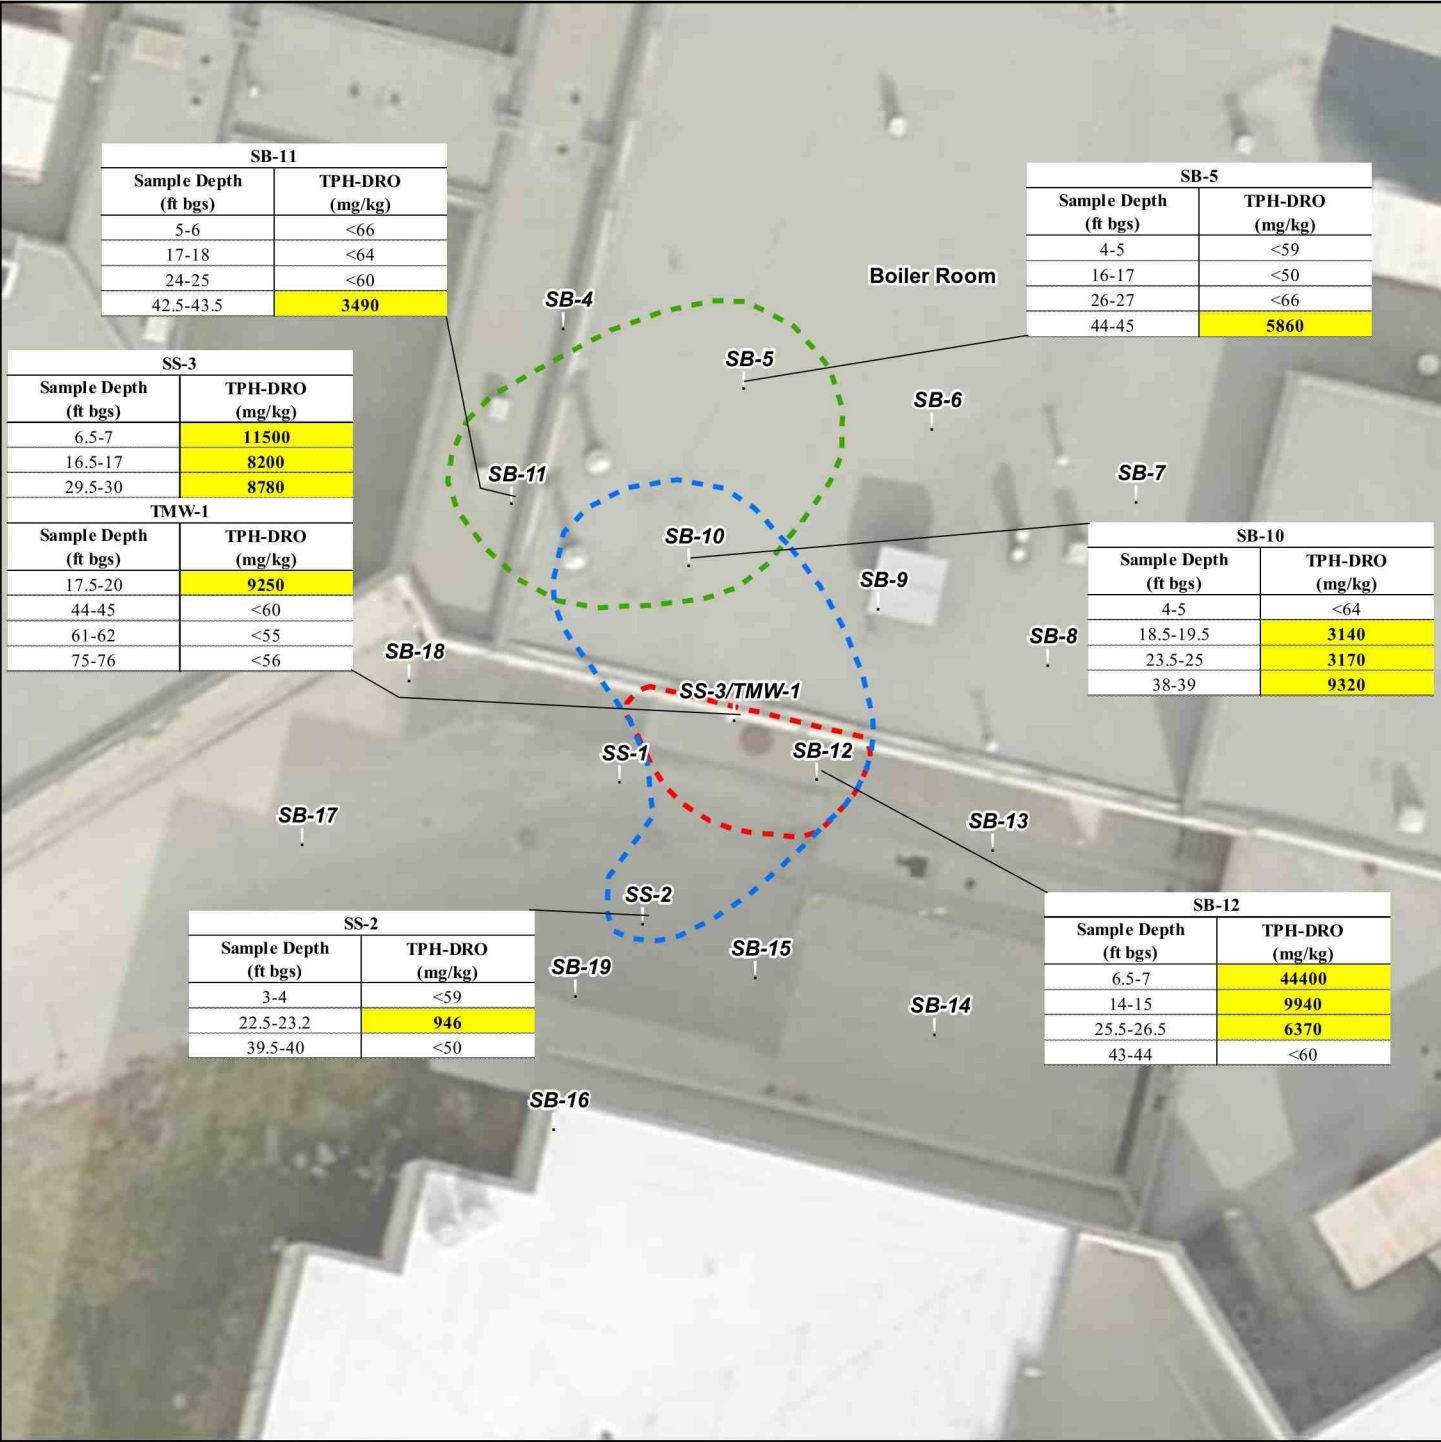 SB-11
Sample Depth (ft bgs) TPH-DRO (mg/kg)
5-6 <66
17-18 <64
24-25 <60
42.5-43.5 3490
SB-5
Sample Depth (ft bgs) TPH-DRO (mg/kg)
4-5 <59
16-17 <50
26-27 <66
44-45 5860
Boiler Room
SB-4
SS-3
Sample Depth (ft bgs) TPH-DRO (mg/kg)
6.5-7 11500
16.5-17 8200
29.5-30 8780
TMW-1
Sample Depth (ft bgs) TPH-DRO (mg/kg)
17.5-20 9250
44-45 <60
61-62 <55
75-76 <56
SB-5
SB-6
SB-11
SB-7
SB-10
SB-10
Sample Depth (ft bgs) TPH-DRO (mg/kg)
4-5 <64
18.5-19.5 3140
23.5-25 3170
38-39 9320
SB-9
SB-8
SB-18
SS-3/TMW-1
SS-1
SB-12
SB-17
SB-13
SS-2
SS-2
Sample Depth (ft bgs) TPH-DRO (mg/kg)
3-4 <59
22.5-23.2 946
39.5-40 <50
SB-12
Sample Depth (ft bgs) TPH-DRO (mg/kg)
6.5-7 44400
14-15 9940
25.5-26.5 6370
43-44 <60
SB-15
SB-19
SB-14
SB-16